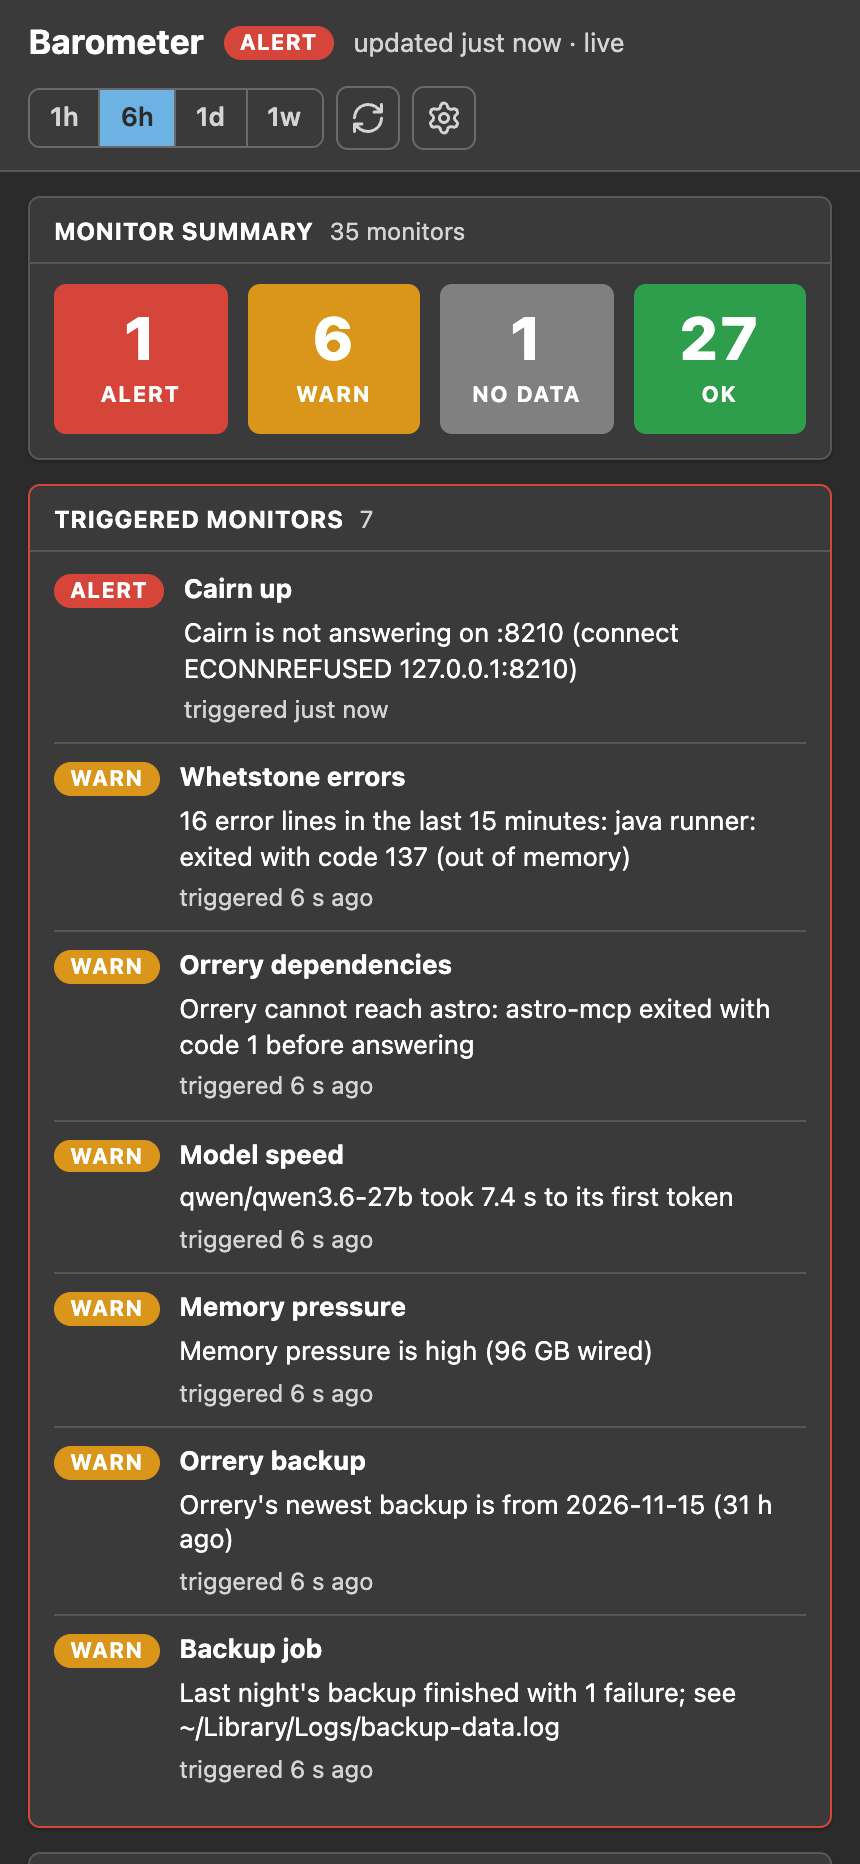 Barometer ALERT updated just now · live
1h 6h 1d 1w
MONITOR SUMMARY 35 monitors
1 6 1 27
ALERT WARN NO DATA OK
TRIGGERED MONITORS 7
ALERT Cairn up
Cairn is not answering on :8210 (connect
ECONNREFUSED 127.0.0.1:8210)
triggered just now
WARN Whetstone errors
16 error lines in the last 15 minutes: java runner:
exited with code 137 (out of memory)
triggered 6 s ago
WARN Orrery dependencies
Orrery cannot reach astro: astro-mcp exited with
code 1 before answering
triggered 6 s ago
WARN Model speed
qwen/qwen3.6-27b took 7.4 s to its first token
triggered 6 s ago
WARN Memory pressure
Memory pressure is high (96 GB wired)
triggered 6 s ago
WARN Orrery backup
Orrery's newest backup is from 2026-11-15 (31 h
ago)
triggered 6 s ago
WARN Backup job
Last night's backup finished with 1 failure; see
~/Library/Logs/backup-data.log
triggered 6 s ago